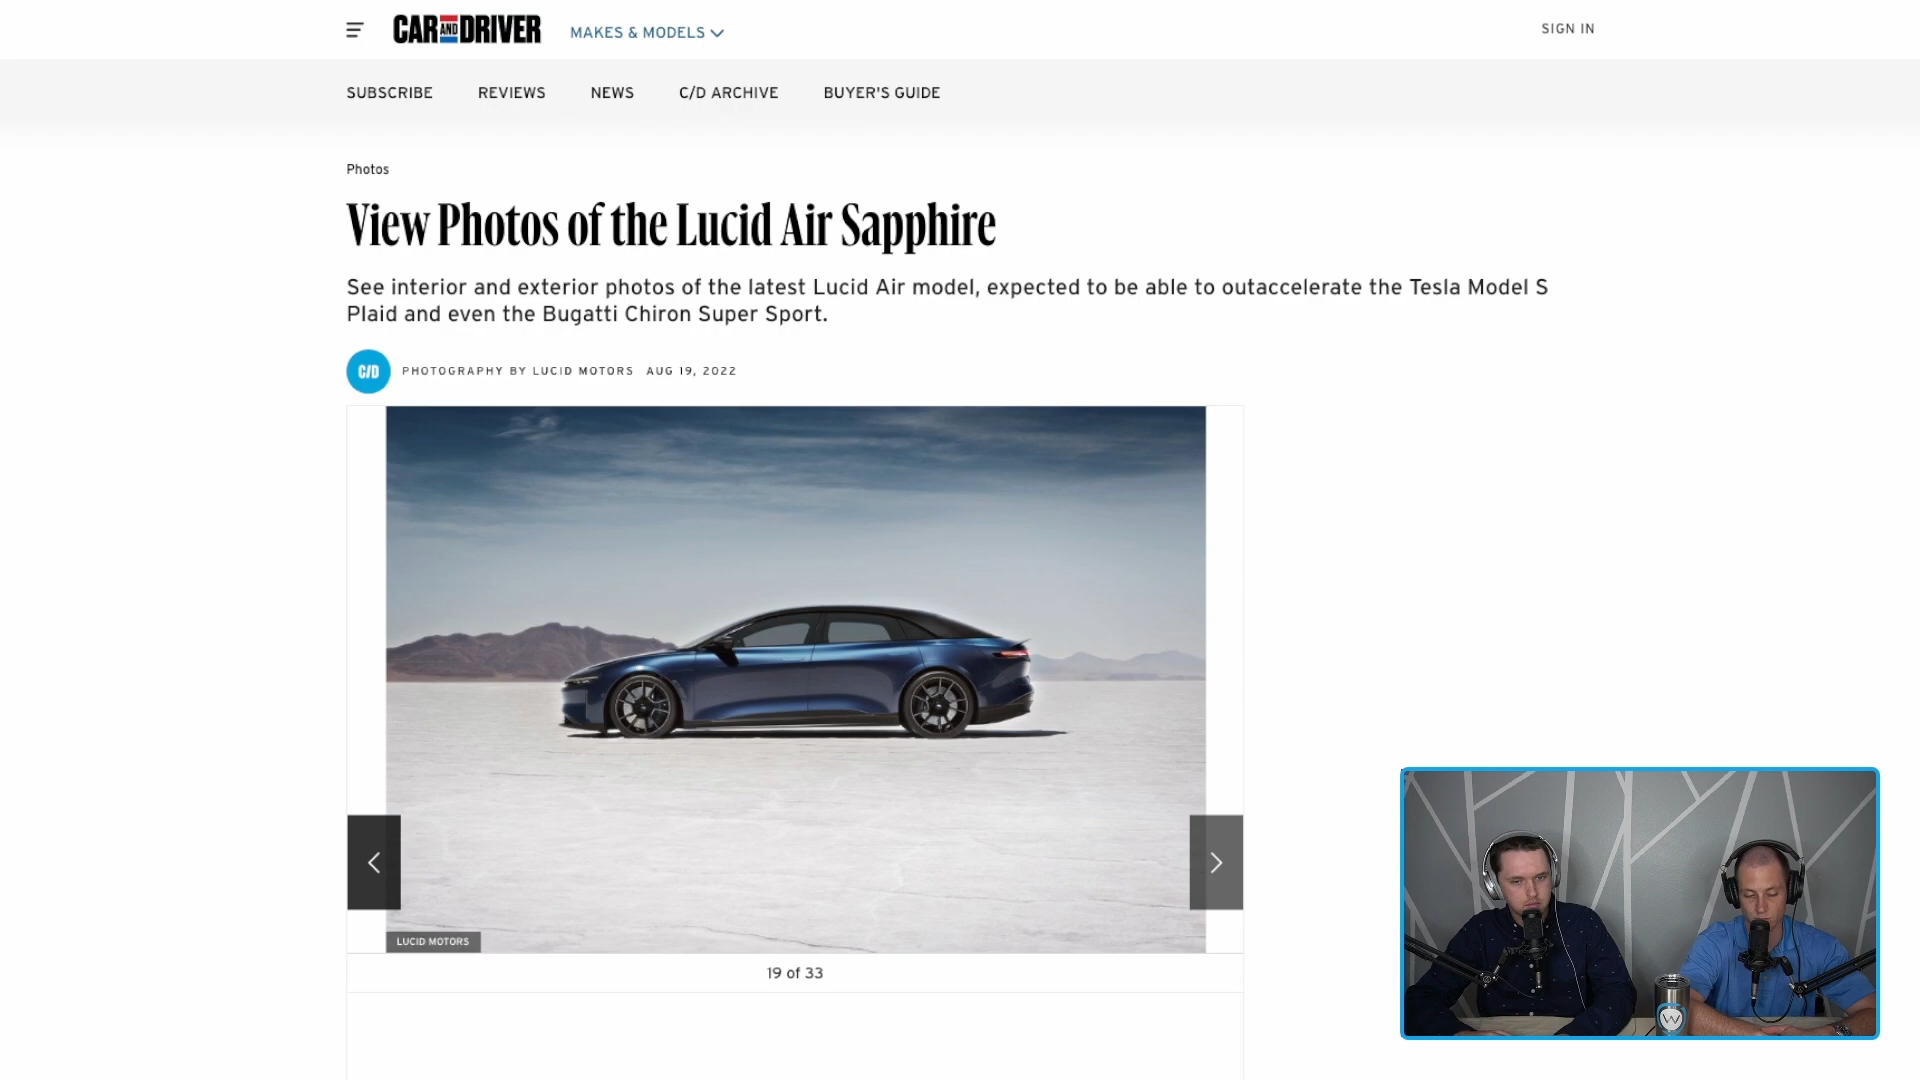 CAR AND DRIVER
MAKES & MODELS
SIGN IN
SUBSCRIBE
REVIEWS
NEWS
C/D ARCHIVE
BUYER'S GUIDE
Photos
View Photos of the Lucid Air Sapphire
See interior and exterior photos of the latest Lucid Air model, expected to be able to outaccelerate the Tesla Model S
Plaid and even the Bugatti Chiron Super Sport.
C/D
PHOTOGRAPHY BY LUCID MOTORS AUG 19, 2022
LUCID MOTORS
19 of 33
W